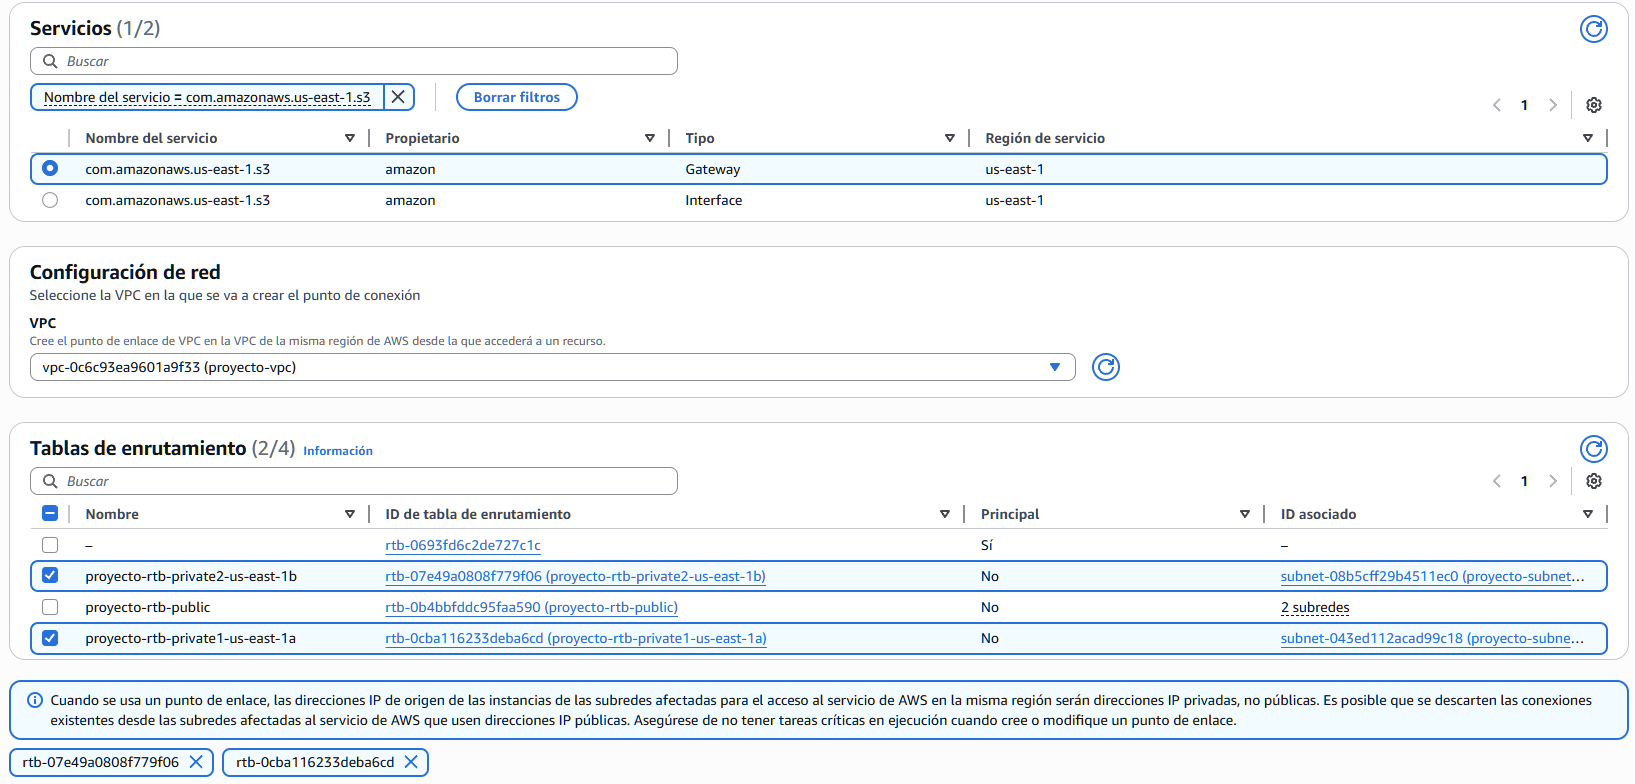 Servicios (1/2)
Buscar
Nombre del servicio = com.amazonaws.us-east-1.s3
Borrar filtros
1
Nombre del servicio Propietario Tipo Región de servicio
com.amazonaws.us-east-1.s3 amazon Gateway us-east-1
com.amazonaws.us-east-1.s3 amazon Interface us-east-1
Configuración de red
Seleccione la VPC en la que se va a crear el punto de conexión
VPC
Cree el punto de enlace de VPC en la VPC de la misma región de AWS desde la que accederá a un recurso.
vpc-0c6c93ea9601a9f33 (proyecto-vpc)
Tablas de enrutamiento (2/4) Información
Buscar
1
Nombre ID de tabla de enrutamiento Principal ID asociado
– rtb-0693fd6c2de727c1c Sí –
proyecto-rtb-private2-us-east-1b rtb-07e49a0808f779f06 (proyecto-rtb-private2-us-east-1b) No subnet-08b5cff29b4511ec0 (proyecto-subnet…
proyecto-rtb-public rtb-0b4bbfddc95faa590 (proyecto-rtb-public) No 2 subredes
proyecto-rtb-private1-us-east-1a rtb-0cba116233deba6cd (proyecto-rtb-private1-us-east-1a) No subnet-043ed112acad99c18 (proyecto-subne…
Cuando se usa un punto de enlace, las direcciones IP de origen de las instancias de las subredes afectadas para el acceso al servicio de AWS en la misma región serán direcciones IP privadas, no públicas. Es posible que se descarten las conexiones
existentes desde las subredes afectadas al servicio de AWS que usen direcciones IP públicas. Asegúrese de no tener tareas críticas en ejecución cuando cree o modifique un punto de enlace.
rtb-07e49a0808f779f06
rtb-0cba116233deba6cd